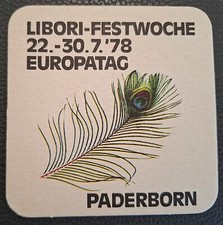 LIBORI-FESTWOCHE
22.-30.7.'78
EUROPATAG
PADERBORN